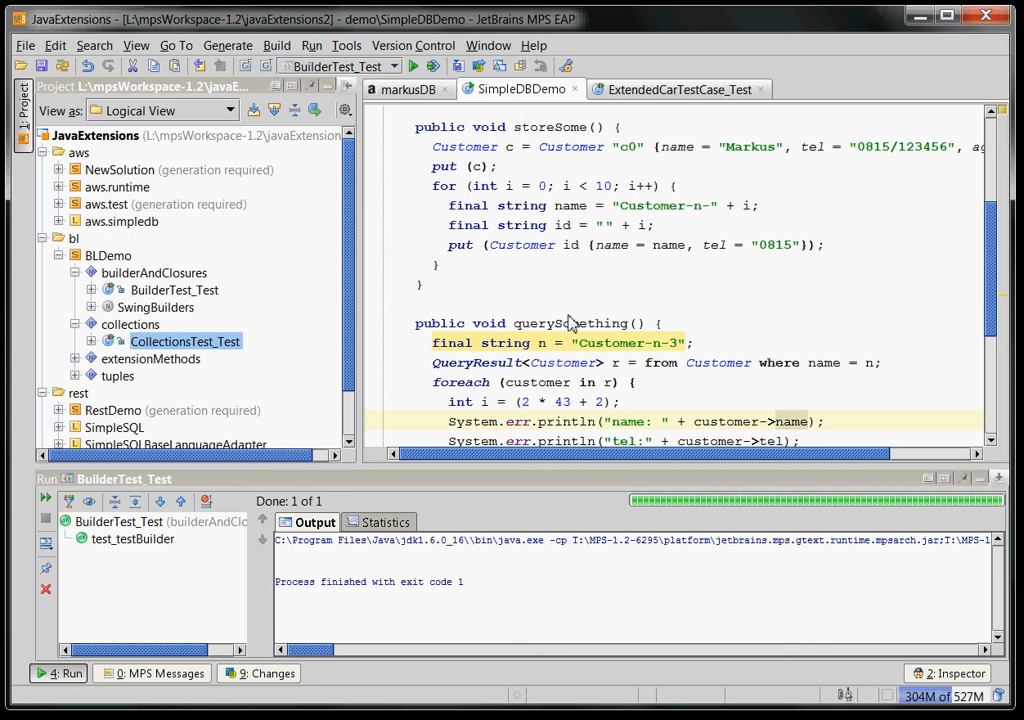 JavaExtensions - [L:\mpsWorkspace-1.2\javaExtensions2] - demo\SimpleDBDemo - JetBrains MPS EAP
File Edit Search View Go To Generate Build Run Tools Version Control Window Help
BuilderTest_Test
1: Project
Project L:\mpsWorkspace-1.2\javaE...
View as: Logical View
JavaExtensions (L:\mpsWorkspace-1.2\javaExtension
aws
NewSolution (generation required)
aws.runtime
aws.test (generation required)
aws.simpledb
bl
BLDemo
builderAndClosures
BuilderTest_Test
SwingBuilders
collections
CollectionsTest_Test
extensionMethods
tuples
rest
RestDemo (generation required)
SimpleSQL
SimpleSQLBaseLanguageAdapter
markusDB SimpleDBDemo ExtendedCarTestCase_Test
public void storeSome() {
Customer c = Customer "c0" {name = "Markus", tel = "0815/123456", ag
put (c);
for (int i = 0; i < 10; i++) {
final string name = "Customer-n-" + i;
final string id = "" + i;
put (Customer id {name = name, tel = "0815"});
}
}
public void querySomething() {
final string n = "Customer-n-3";
QueryResult<Customer> r = from Customer where name = n;
foreach (customer in r) {
int i = (2 * 43 + 2);
System.err.println("name: " + customer->name);
System.err.println("tel:" + customer->tel);
Run BuilderTest_Test
Done: 1 of 1
BuilderTest_Test (builderAndClo
test_testBuilder
Output Statistics
C:\Program Files\Java\jdk1.6.0_16\\bin\java.exe -cp T:\MPS-1.2-6295\platform\jetbrains.mps.gtext.runtime.mpsarch.jar;T:\MPS-1
Process finished with exit code 1
4: Run 0: MPS Messages 9: Changes 2: Inspector
304M of 527M